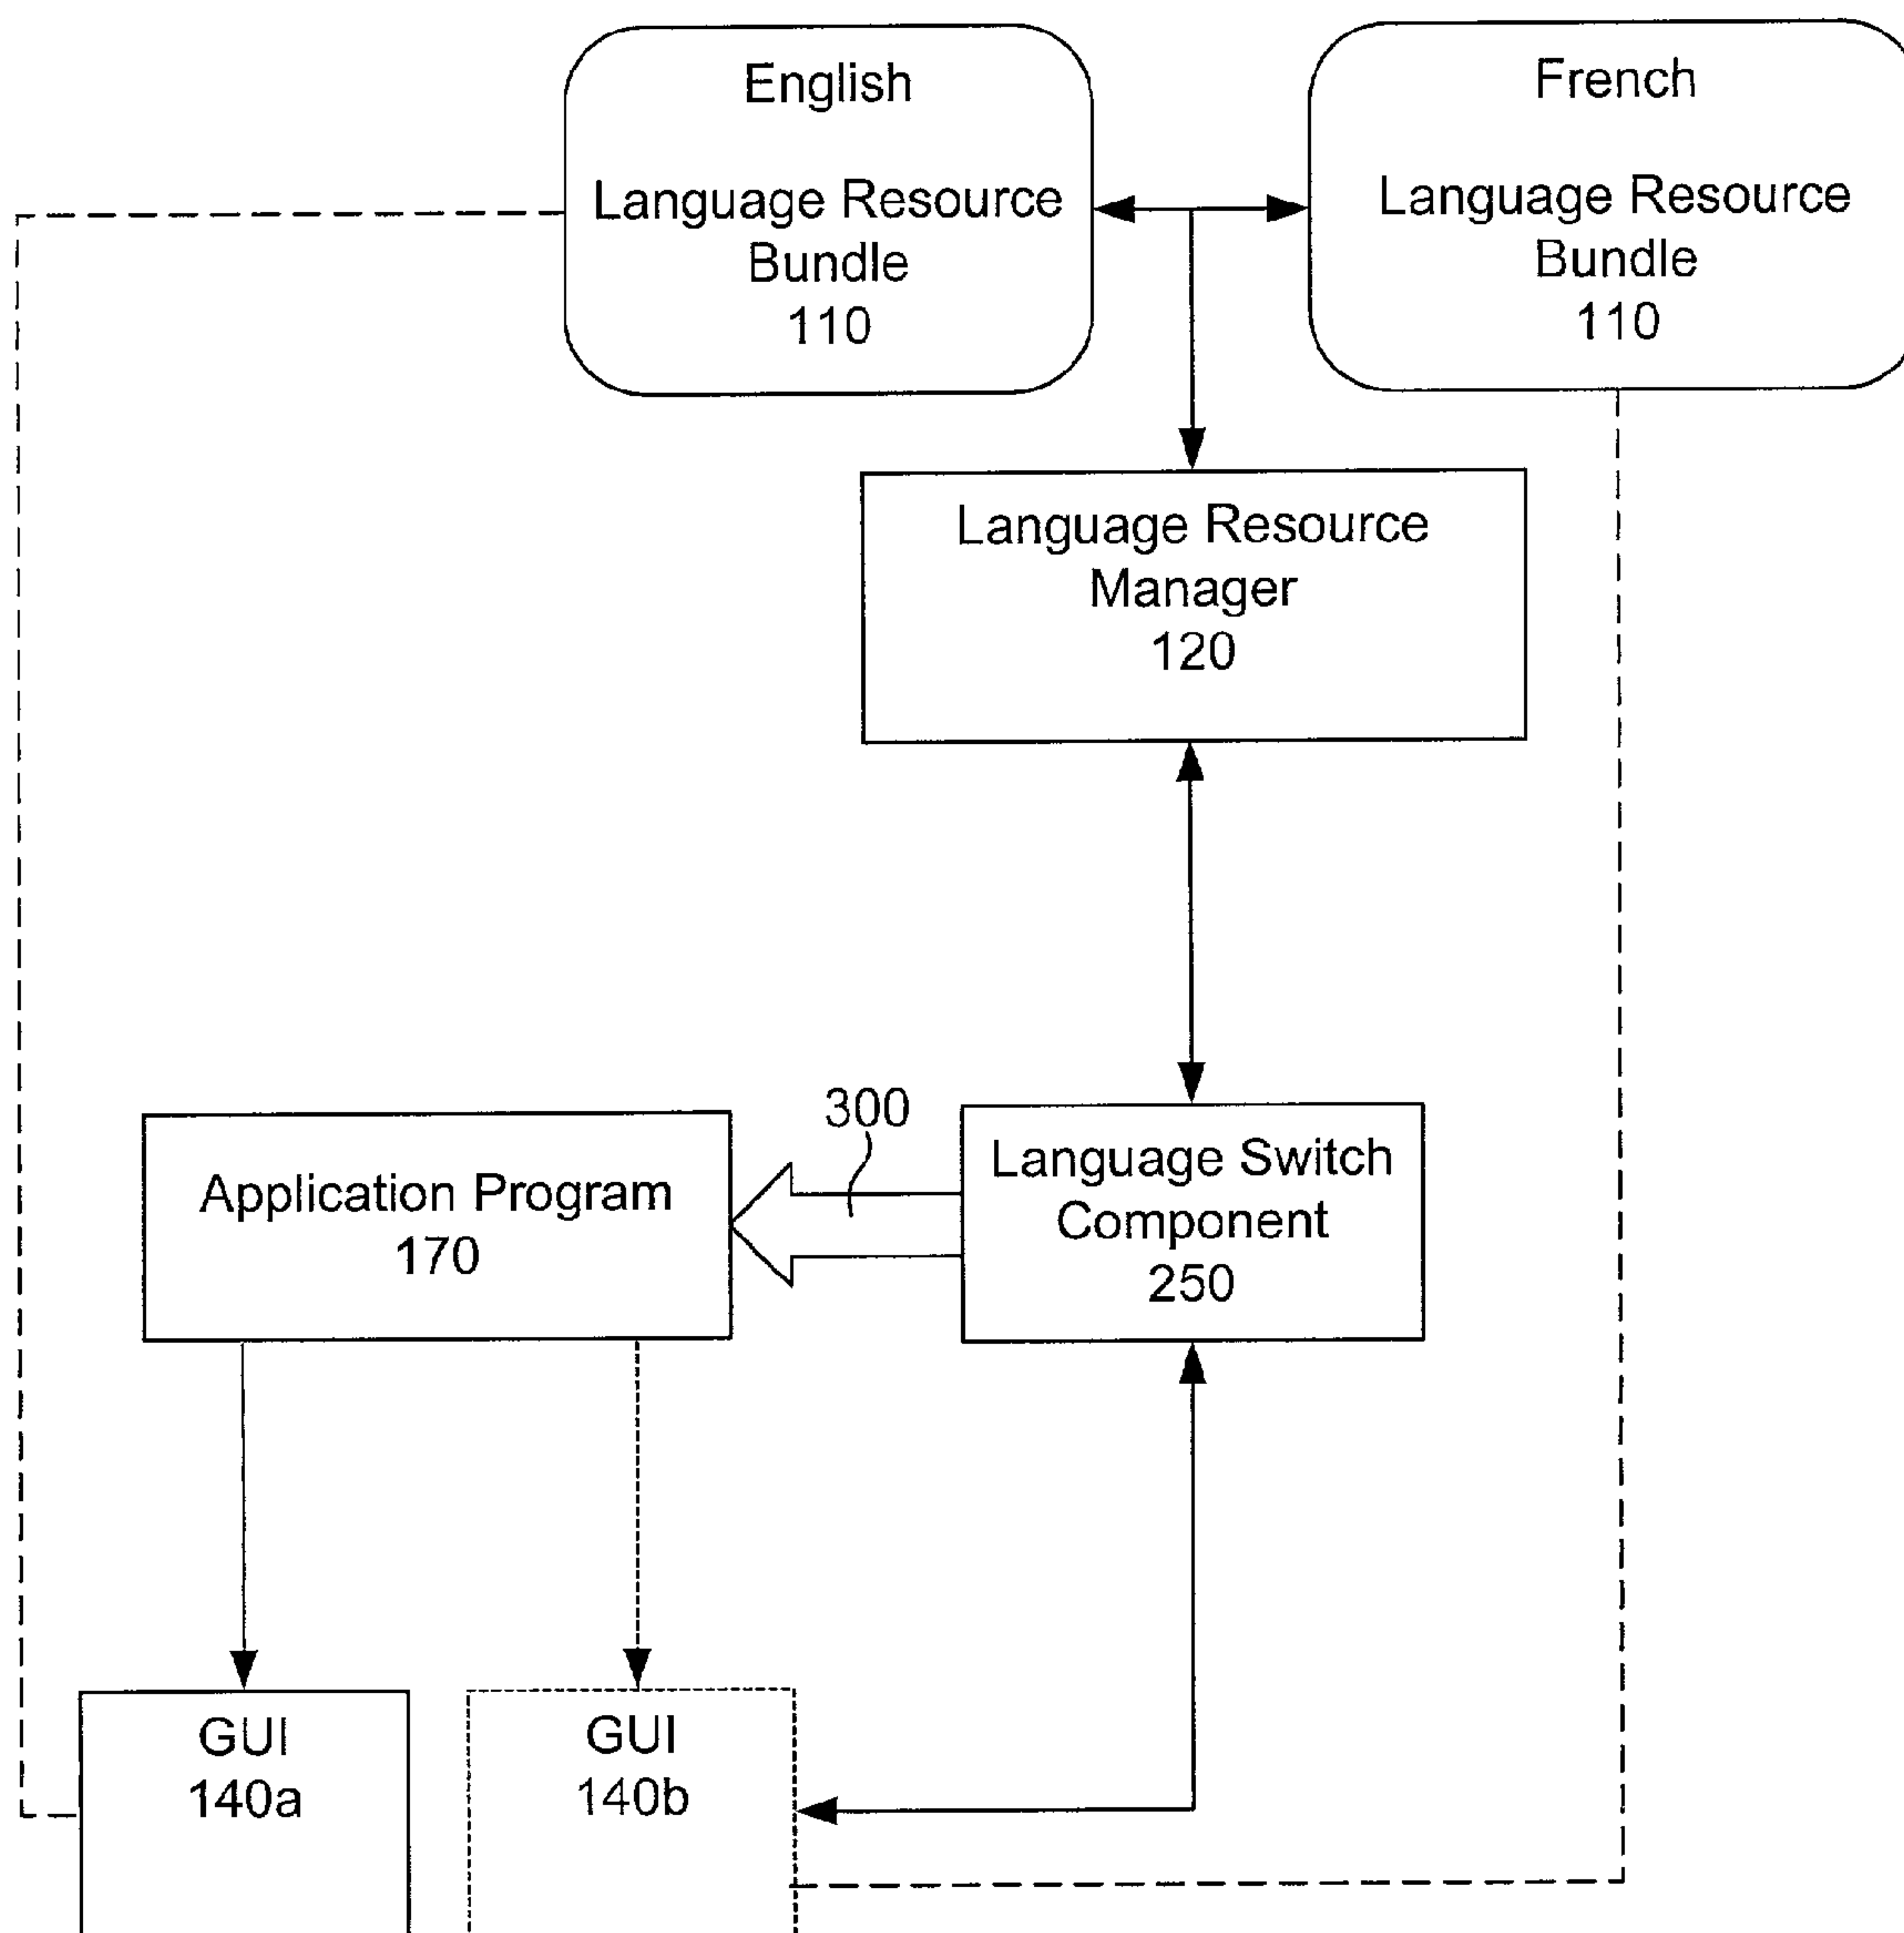 English
Language Resource
Bundle
110
French
Language Resource
Bundle
110
Language Resource
Manager
120
300
Application Program
170
Language Switch
Component
250
GUI
140a
GUI
140b